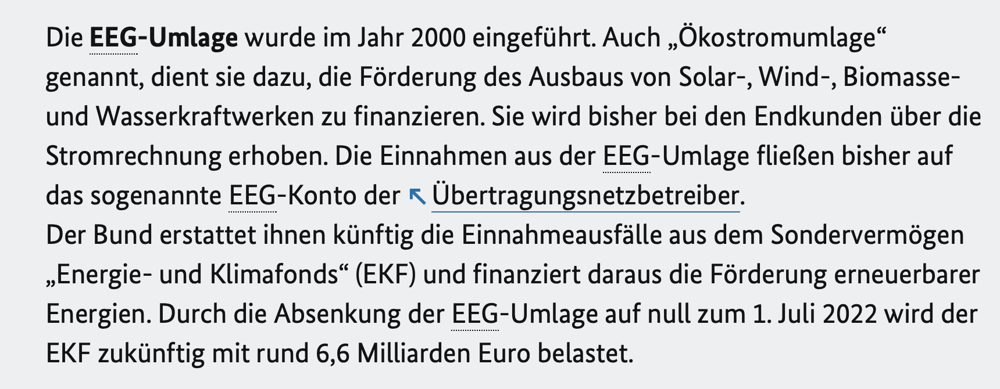 Die EEG-Umlage wurde im Jahr 2000 eingeführt. Auch „Ökostromumlage“
genannt, dient sie dazu, die Förderung des Ausbaus von Solar-, Wind-, Biomasse-
und Wasserkraftwerken zu finanzieren. Sie wird bisher bei den Endkunden über die
Stromrechnung erhoben. Die Einnahmen aus der EEG-Umlage fließen bisher auf
das sogenannte EEG-Konto der Übertragungsnetzbetreiber.
Der Bund erstattet ihnen künftig die Einnahmeausfälle aus dem Sondervermögen
„Energie- und Klimafonds“ (EKF) und finanziert daraus die Förderung erneuerbarer
Energien. Durch die Absenkung der EEG-Umlage auf null zum 1. Juli 2022 wird der
EKF zukünftig mit rund 6,6 Milliarden Euro belastet.